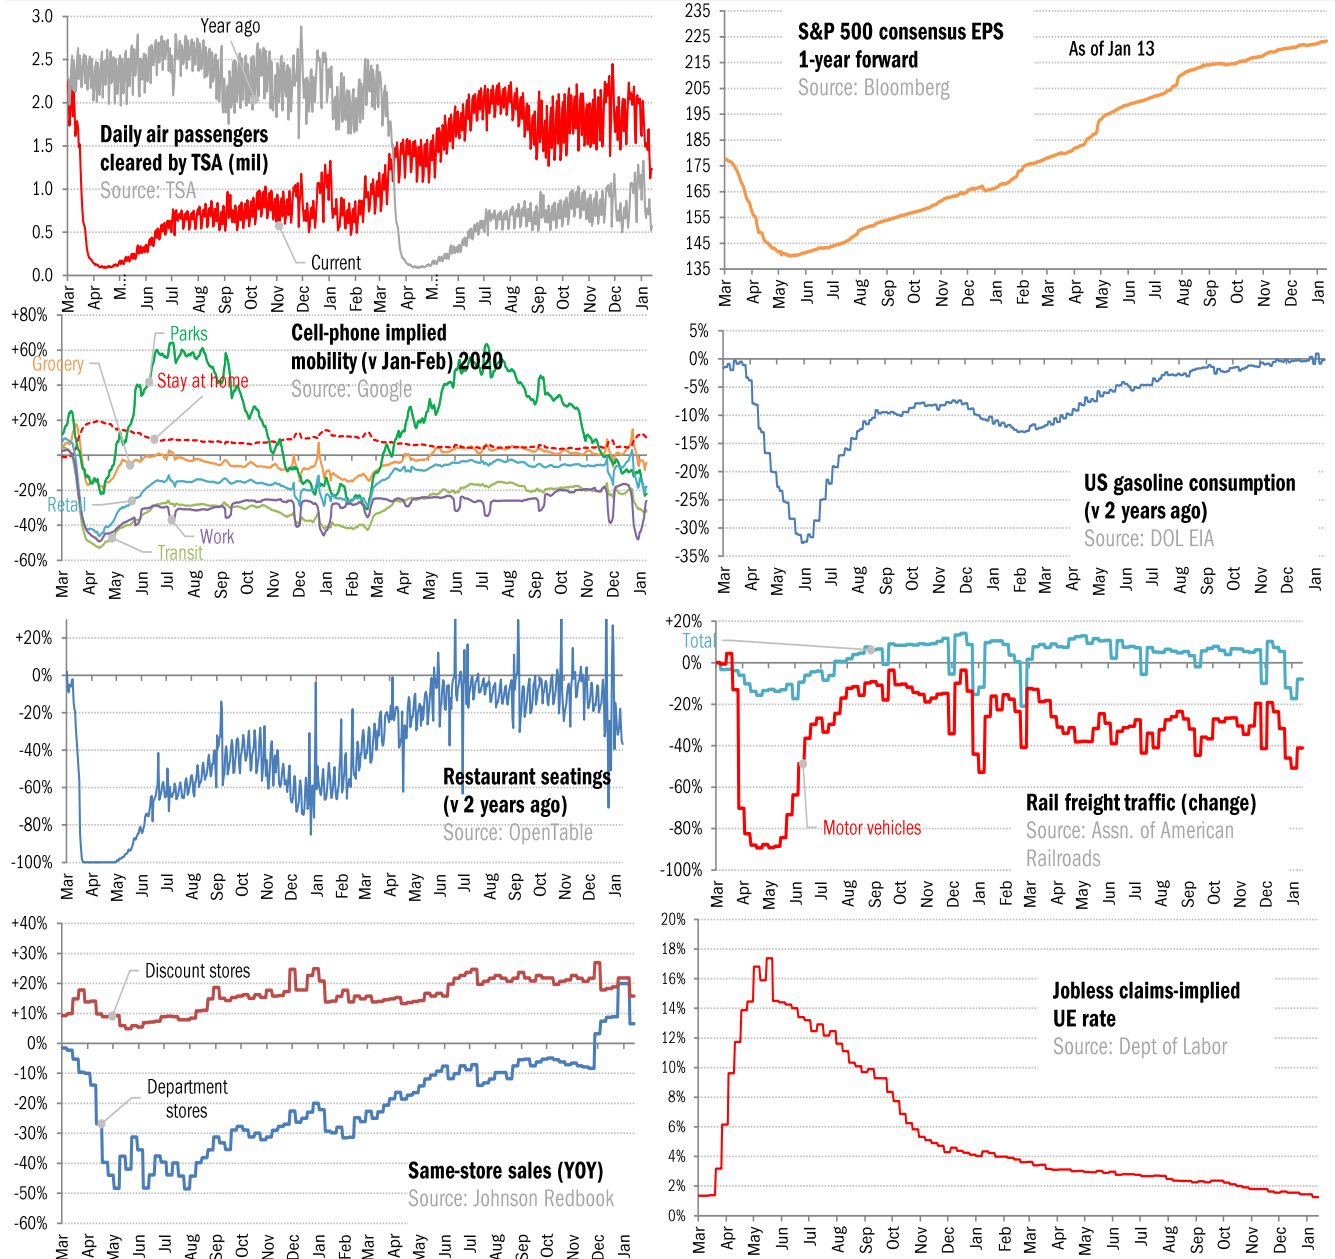 3.0
2.5
2.0
1.5
1.0
0.5
0.0
Year ago
Daily air passengers
cleared by TSA (mil)
Source: TSA
Current
Mar Apr M... Jun Jul Aug Sep Oct Nov Dec Jan Feb Mar Apr M... Jun Jul Aug Sep Oct Nov Dec Jan
235
225
215
205
195
185
175
165
155
145
135
S&P 500 consensus EPS
1-year forward
Source: Bloomberg
As of Jan 13
Mar Apr May Jun Jul Aug Sep Oct Nov Dec Jan Feb Mar Apr May Jun Jul Aug Sep Oct Nov Dec Jan
+80%
+60%
+40%
+20%
0%
-20%
-40%
-60%
Parks
Grocery
Stay at home
Cell-phone implied
mobility (v Jan-Feb) 2020
Source: Google
Retail
Work
Transit
Mar Apr May Jun Jul Aug Sep Oct Nov Dec Jan Feb Mar Apr May Jun Jul Aug Sep Oct Nov Dec Jan
5%
0%
-5%
-10%
-15%
-20%
-25%
-30%
-35%
US gasoline consumption
(v 2 years ago)
Source: DOL EIA
Mar Apr May Jun Jul Aug Sep Oct Nov Dec Jan Feb Mar Apr May Jun Jul Aug Sep Oct Nov Dec Jan
+20%
0%
-20%
-40%
-60%
-80%
-100%
Restaurant seatings
(v 2 years ago)
Source: OpenTable
Mar Apr May Jun Jul Aug Sep Oct Nov Dec Jan Feb Mar Apr May Jun Jul Aug Sep Oct Nov Dec Jan
+20%
0%
-20%
-40%
-60%
-80%
-100%
Total
Motor vehicles
Rail freight traffic (change)
Source: Assn. of American
Railroads
Mar Apr May Jun Jul Aug Sep Oct Nov Dec Jan Feb Mar Apr May Jun Jul Aug Sep Oct Nov Dec Jan
+40%
+30%
+20%
+10%
0%
-10%
-20%
-30%
-40%
-50%
-60%
Discount stores
Department
stores
Same-store sales (YOY)
Source: Johnson Redbook
Mar Apr May Jun Jul Aug Sep Oct Nov Dec Jan Feb Mar Apr May Jun Jul Aug Sep Oct Nov Dec Jan
20%
18%
16%
14%
12%
10%
8%
6%
4%
2%
0%
Jobless claims-implied
UE rate
Source: Dept of Labor
Mar Apr May Jun Jul Aug Sep Oct Nov Dec Jan Feb Mar Apr May Jun Jul Aug Sep Oct Nov Dec Jan